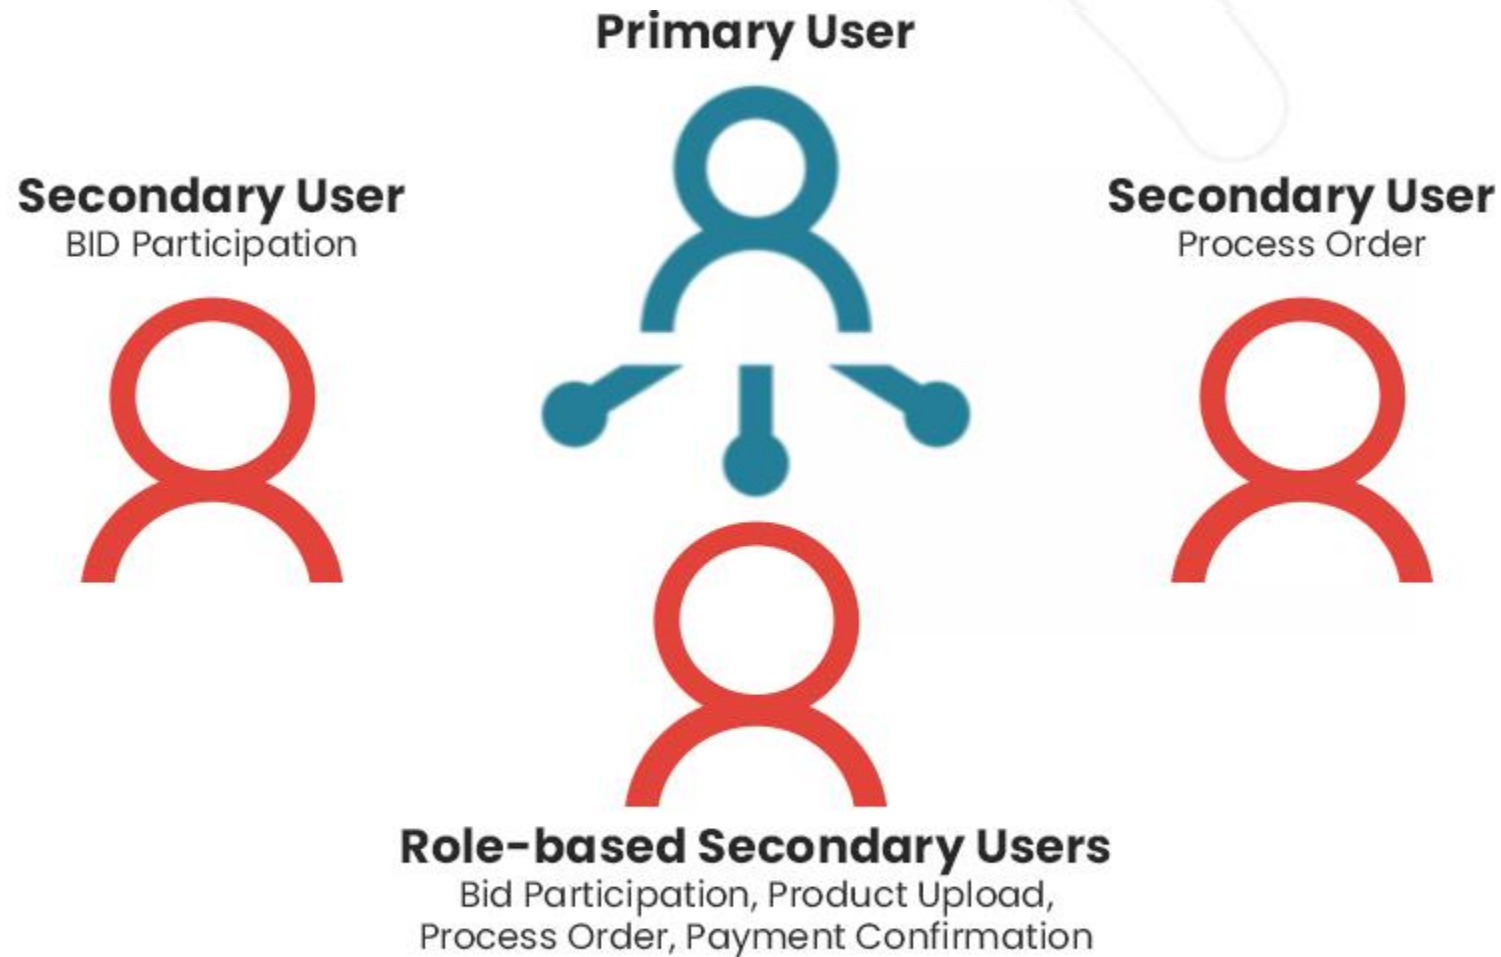 Primary User
Secondary User
BID Participation
Secondary User
Process Order
Role-based Secondary Users
Bid Participation, Product Upload,
Process Order, Payment Confirmation